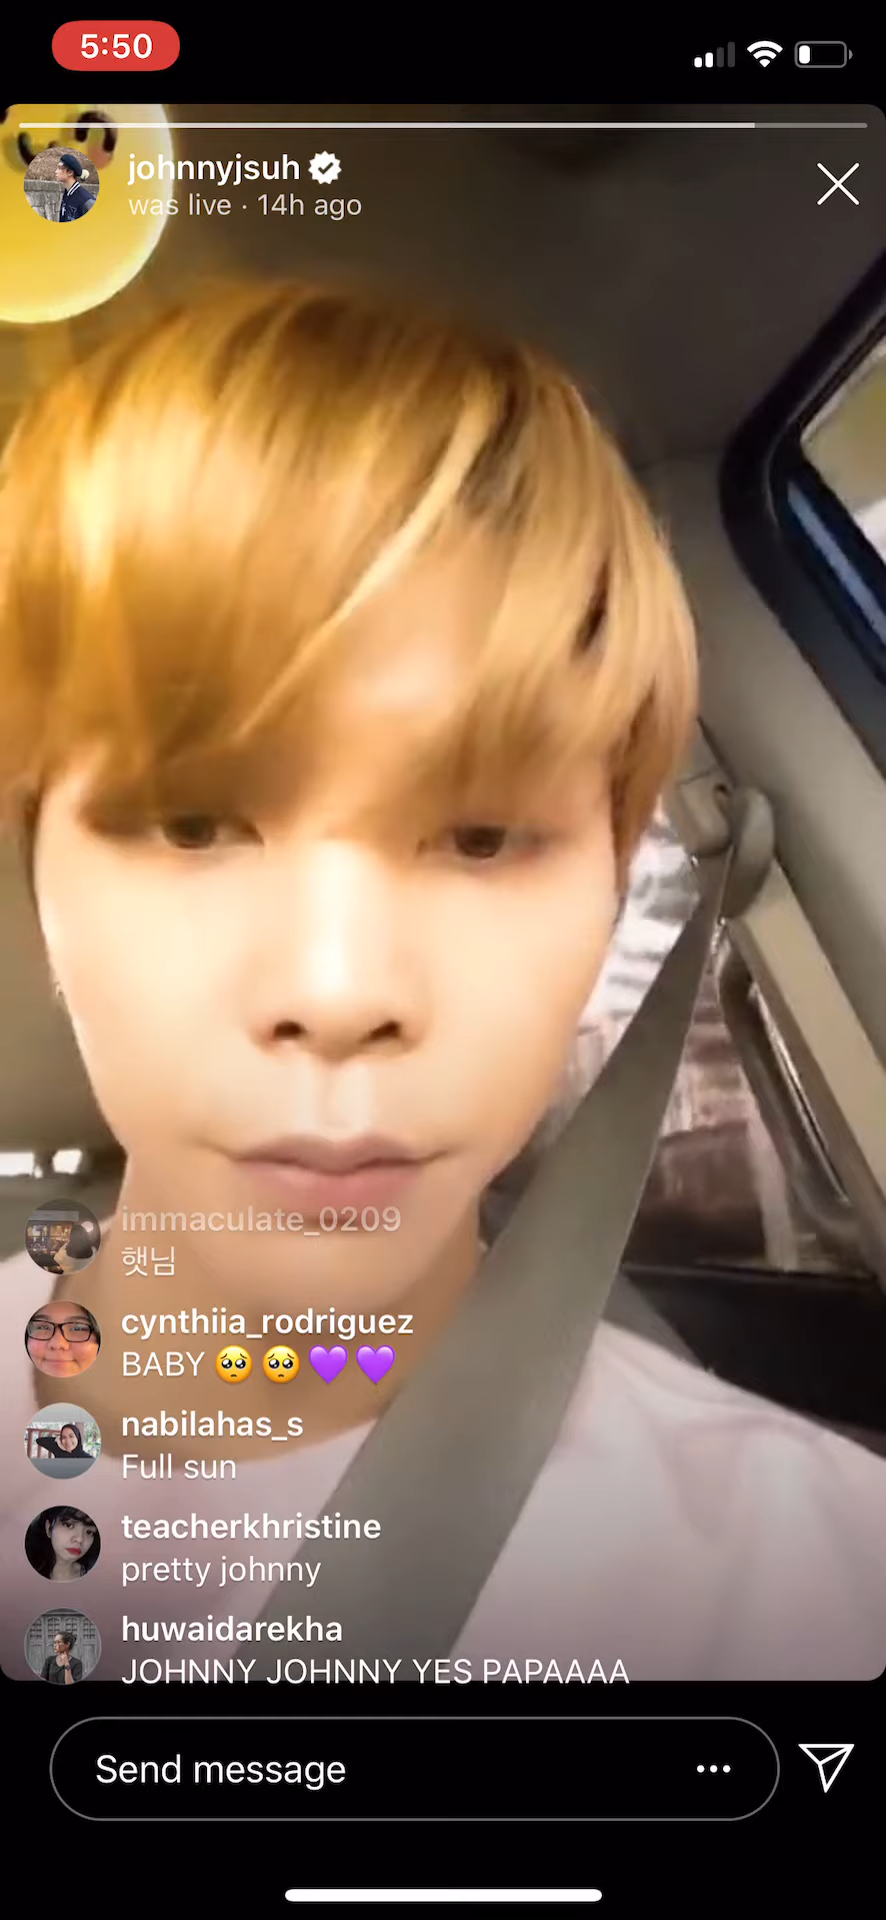 5:50
johnnyjsuh
was live · 14h ago
immaculate_0209
햇님
cynthiia_rodriguez
BABY 🥺 🥺 💜 💜
nabilahas_s
Full sun
teacherkhristine
pretty johnny
huwaidarekha
JOHNNY JOHNNY YES PAPAAAA
Send message